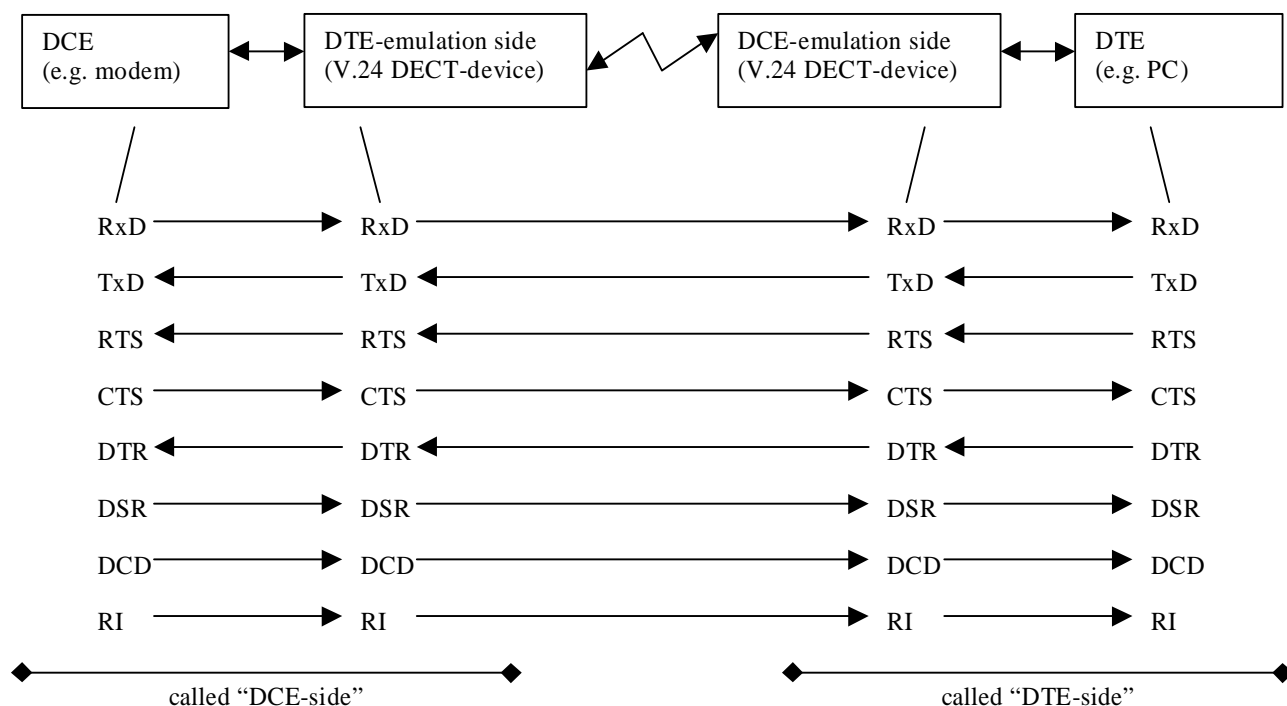 DCE
(e.g. modem)
DTE-emulation side
(V.24 DECT-device)
DCE-emulation side
(V.24 DECT-device)
DTE
(e.g. PC)
RxD RxD RxD RxD
TxD TxD TxD TxD
RTS RTS RTS RTS
CTS CTS CTS CTS
DTR DTR DTR DTR
DSR DSR DSR DSR
DCD DCD DCD DCD
RI RI RI RI
called “DCE-side” called “DTE-side”